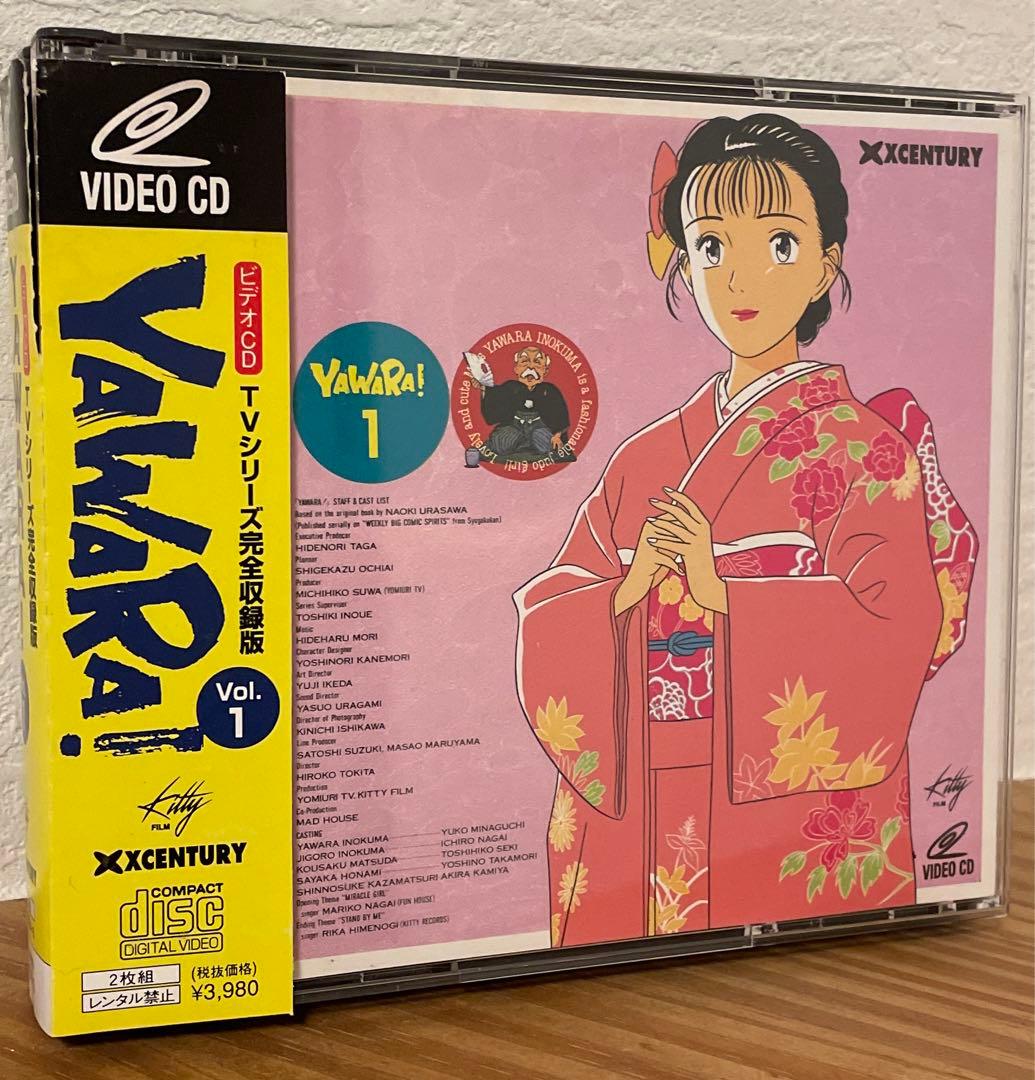 VIDEO CD
ビデオCD
TVシリーズ完全収録版
YAWARA!
Vol.
1
Kitty
FILM
XCENTURY
COMPACT
disc
DIGITAL VIDEO
2枚組
レンタル禁止
(税抜価格)
¥3,980
XCENTURY
YAWARA!
1
YAWARA INOKUMA is a fashionable judo girl! Lovely and cute
"YAWARA!" STAFF & CAST LIST
Based on the original book by NAOKI URASAWA
(Published serially on "WEEKLY BIG COMIC SPIRITS" from Syogakukan)
Executive Producer
HIDENORI TAGA
Planner
SHIGEKAZU OCHIAI
Producer
MICHIHIKO SUWA (YOMIURI TV)
Series Supervisor
TOSHIKI INOUE
Music
HIDEHARU MORI
Character Designer
YOSHINORI KANEMORI
Art Director
YUJI IKEDA
Sound Director
YASUO URAGAMI
Director of Photography
KINICHI ISHIKAWA
Line Producer
SATOSHI SUZUKI, MASAO MARUYAMA
Director
HIROKO TOKITA
Production
YOMIURI TV. KITTY FILM
Co-Production
MAD HOUSE
CASTING
YAWARA INOKUMA YUKO MINAGUCHI
JIGORO INOKUMA ICHIRO NAGAI
KOUSAKU MATSUDA TOSHIHIKO SEKI
SAYAKA HONAMI YOSHINO TAKAMORI
SHINNOSUKE KAZAMATSURI AKIRA KAMIYA
Opening Theme "MIRACLE GIRL"
singer MARIKO NAGAI (FUN HOUSE)
Ending Theme "STAND BY ME"
singer RIKA HIMENOGI (KITTY RECORDS)
Kitty
FILM
VIDEO CD